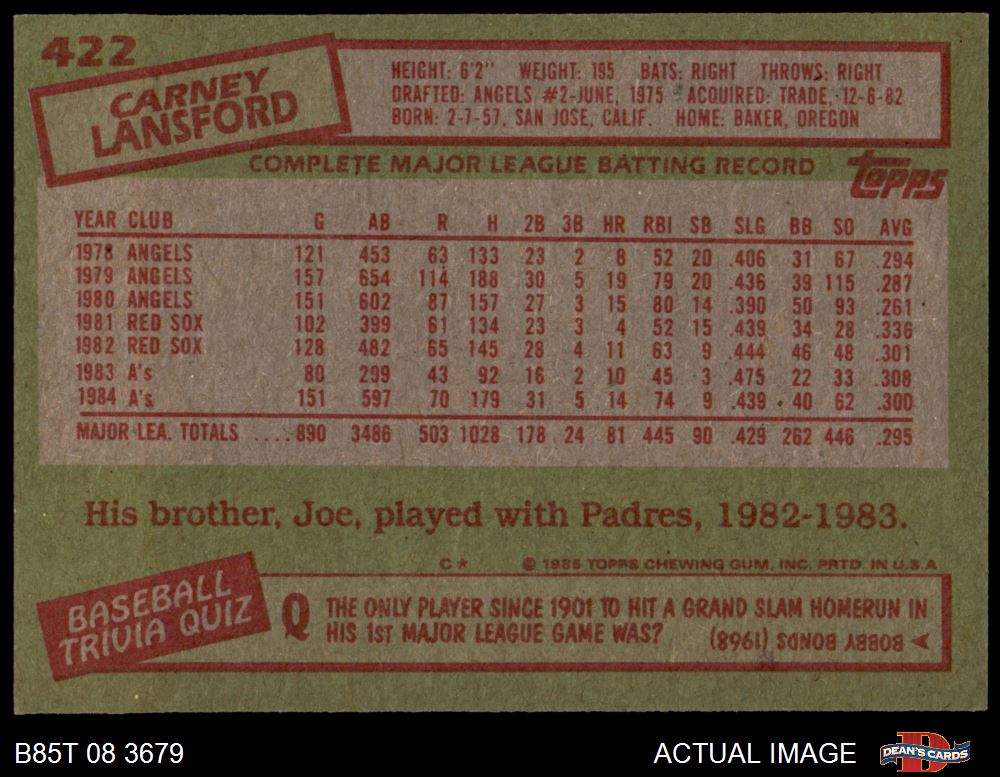 422
CARNEY
LANSFORD
HEIGHT: 6'2" WEIGHT: 195 BATS: RIGHT THROWS: RIGHT
DRAFTED: ANGELS #2-JUNE, 1975 ACQUIRED: TRADE, 12-6-82
BORN: 2-7-57, SAN JOSE, CALIF. HOME: BAKER, OREGON
COMPLETE MAJOR LEAGUE BATTING RECORD
TOPPS
YEAR CLUB G AB R H 2B 3B HR RBI SB SLG BB SO AVG
1978 ANGELS 121 453 63 133 23 2 8 52 20 .406 31 67 .294
1979 ANGELS 157 654 114 188 30 5 19 79 20 .436 39 115 .287
1980 ANGELS 151 602 87 157 27 3 15 80 14 .390 50 93 .261
1981 RED SOX 102 399 61 134 23 3 4 52 15 .439 34 28 .336
1982 RED SOX 128 482 65 145 28 4 11 63 9 .444 46 48 .301
1983 A's 80 299 43 92 16 2 10 45 3 .475 22 33 .308
1984 A's 151 597 70 179 31 5 14 74 9 .439 40 62 .300
MAJOR LEA. TOTALS ....890 3486 503 1028 178 24 81 445 90 .429 262 446 .295
His brother, Joe, played with Padres, 1982-1983.
C* © 1985 TOPPS CHEWING GUM, INC. PRTD. IN U.S.A
BASEBALL
TRIVIA QUIZ
Q THE ONLY PLAYER SINCE 1901 TO HIT A GRAND SLAM HOMERUN IN
HIS 1ST MAJOR LEAGUE GAME WAS?
BOBBY BONDS (1968)
B85T 08 3679
ACTUAL IMAGE
DEAN'S CARDS